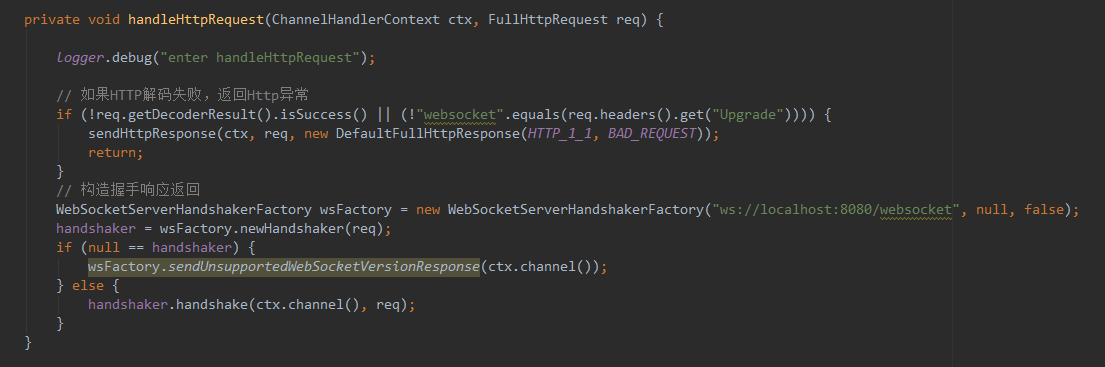 private void handleHttpRequest(ChannelHandlerContext ctx, FullHttpRequest req) {
logger.debug("enter handleHttpRequest");
// 如果HTTP解码失败，返回Http异常
if (!req.getDecoderResult().isSuccess() || (!"websocket".equals(req.headers().get("Upgrade")))) {
sendHttpResponse(ctx, req, new DefaultFullHttpResponse(HTTP_1_1, BAD_REQUEST));
return;
}
// 构造握手响应返回
WebSocketServerHandshakerFactory wsFactory = new WebSocketServerHandshakerFactory("ws://localhost:8080/websocket", null, false);
handshaker = wsFactory.newHandshaker(req);
if (null == handshaker) {
wsFactory.sendUnsupportedWebSocketVersionResponse(ctx.channel());
} else {
handshaker.handshake(ctx.channel(), req);
}
}